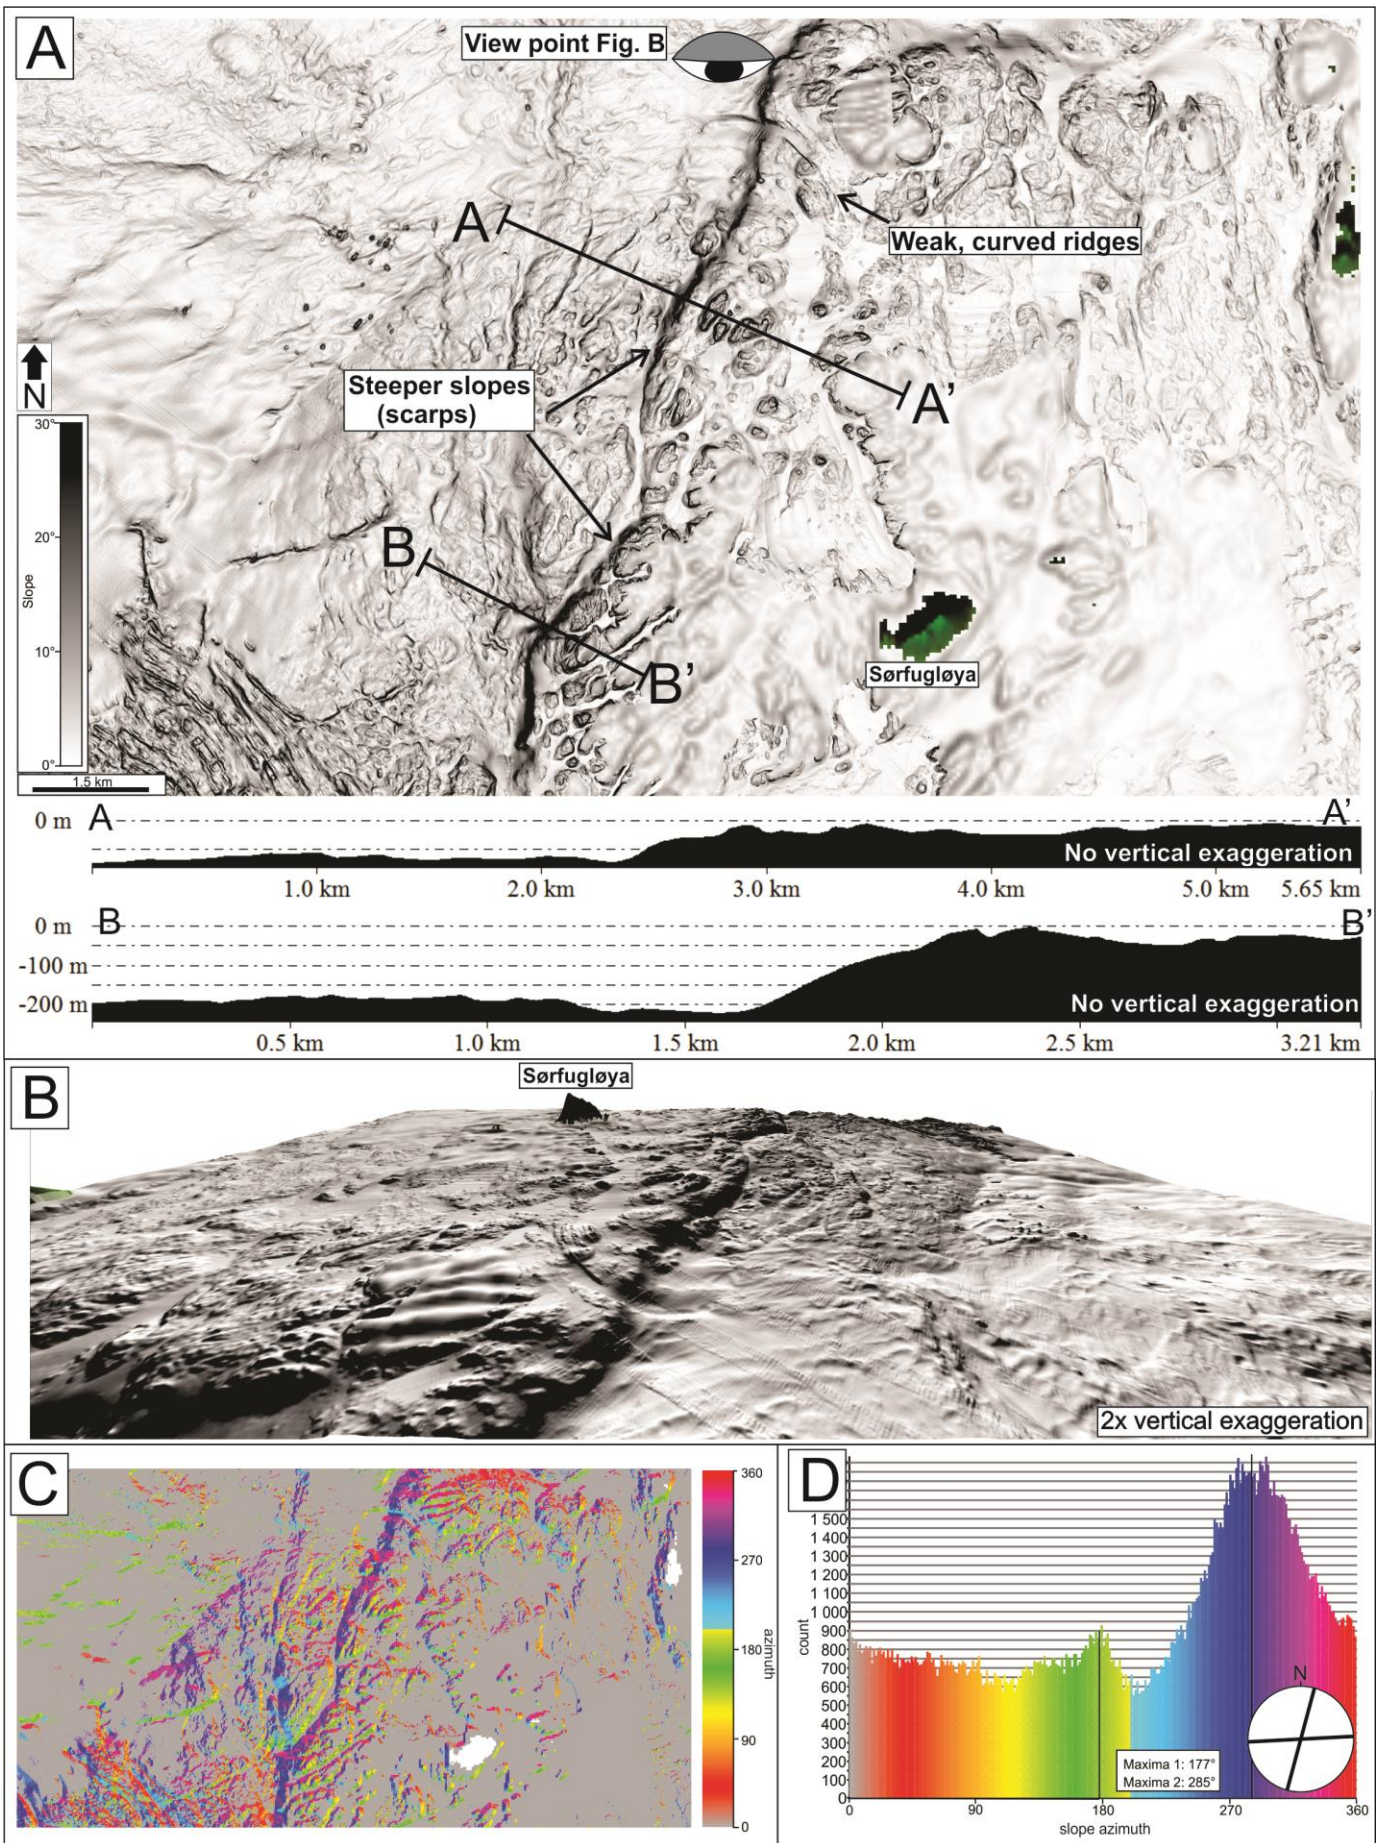 A
View point Fig. B
A
Weak, curved ridges
N
Steeper slopes
(scarps)
A'
30°
20°
10°
0°
Slope
B
B'
Sørfugløya
1.5 km
0 m
A
A'
No vertical exaggeration
1.0 km 2.0 km 3.0 km 4.0 km 5.0 km 5.65 km
0 m
B
B'
-100 m
-200 m
No vertical exaggeration
0.5 km 1.0 km 1.5 km 2.0 km 2.5 km 3.21 km
B
Sørfugløya
2x vertical exaggeration
C
360
270
180
90
0
azimuth
D
1 500
1 400
1 300
1 200
1 100
1 000
900
800
700
600
500
400
300
200
100
0
count
N
Maxima 1: 177°
Maxima 2: 285°
0 90 180 270 360
slope azimuth